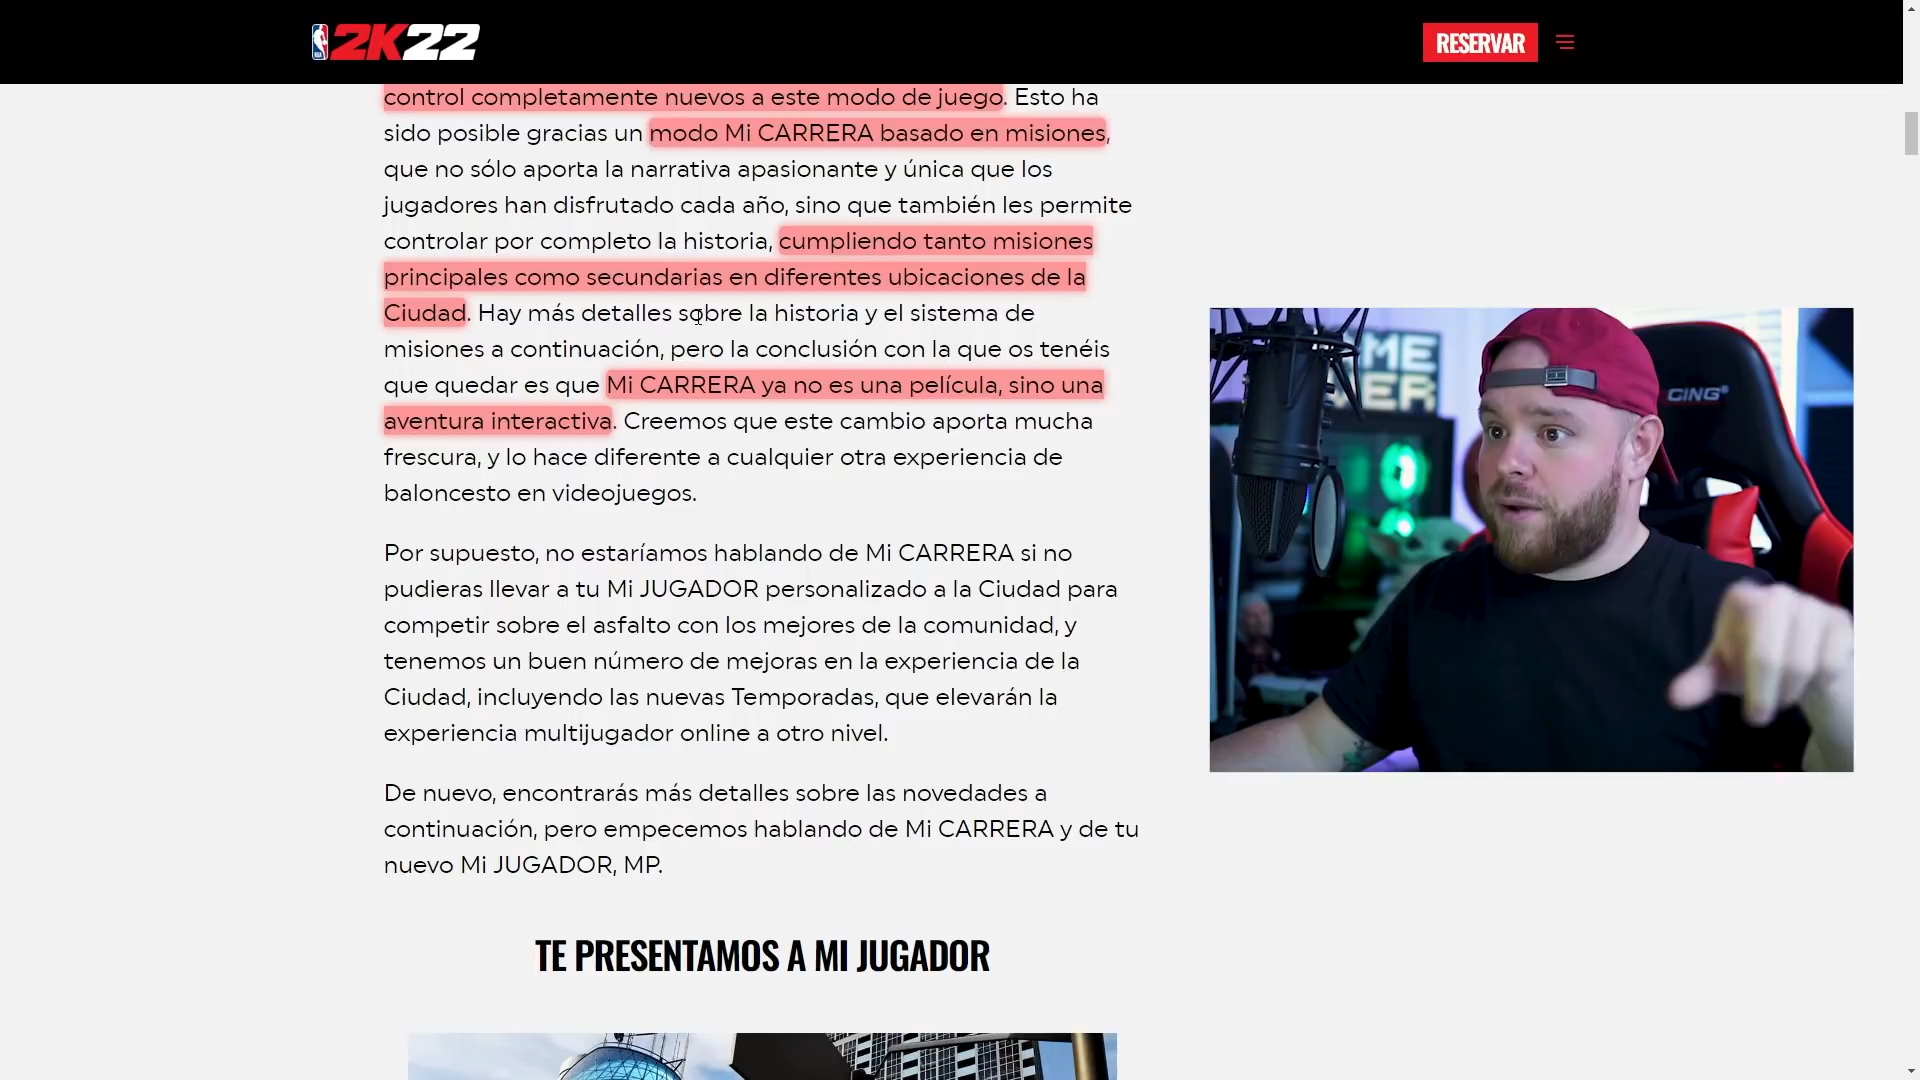 NBA 2K22
RESERVAR
control completamente nuevos a este modo de juego. Esto ha
sido posible gracias un modo Mi CARRERA basado en misiones,
que no sólo aporta la narrativa apasionante y única que los
jugadores han disfrutado cada año, sino que también les permite
controlar por completo la historia, cumpliendo tanto misiones
principales como secundarias en diferentes ubicaciones de la
Ciudad. Hay más detalles sobre la historia y el sistema de
misiones a continuación, pero la conclusión con la que os tenéis
que quedar es que Mi CARRERA ya no es una película, sino una
aventura interactiva. Creemos que este cambio aporta mucha
frescura, y lo hace diferente a cualquier otra experiencia de
baloncesto en videojuegos.
Por supuesto, no estaríamos hablando de Mi CARRERA si no
pudieras llevar a tu Mi JUGADOR personalizado a la Ciudad para
competir sobre el asfalto con los mejores de la comunidad, y
tenemos un buen número de mejoras en la experiencia de la
Ciudad, incluyendo las nuevas Temporadas, que elevarán la
experiencia multijugador online a otro nivel.
De nuevo, encontrarás más detalles sobre las novedades a
continuación, pero empecemos hablando de Mi CARRERA y de tu
nuevo Mi JUGADOR, MP.
TE PRESENTAMOS A MI JUGADOR
ME
VER
CING